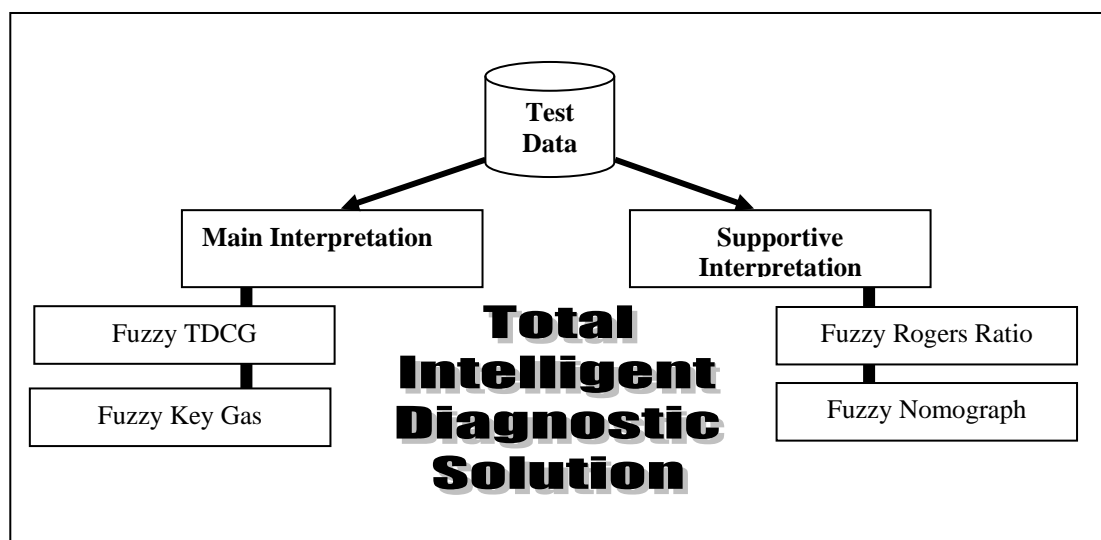 Test
Data
Main Interpretation
Supportive
Interpretation
Fuzzy TDCG
Fuzzy Key Gas
Total
Intelligent
Diagnostic
Solution
Fuzzy Rogers Ratio
Fuzzy Nomograph